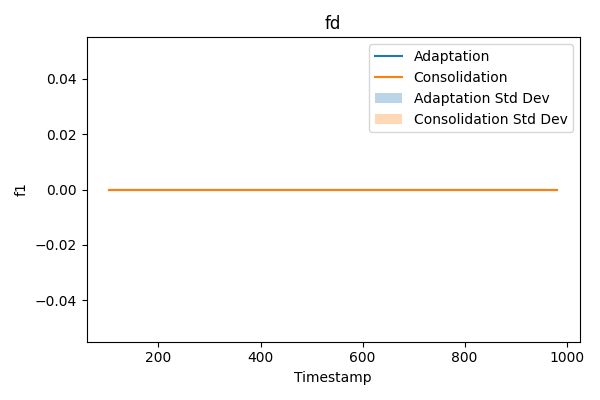 fd
Adaptation
Consolidation
Adaptation Std Dev
Consolidation Std Dev
f1
0.04
0.02
0.00
−0.02
−0.04
200 400 600 800 1000
Timestamp